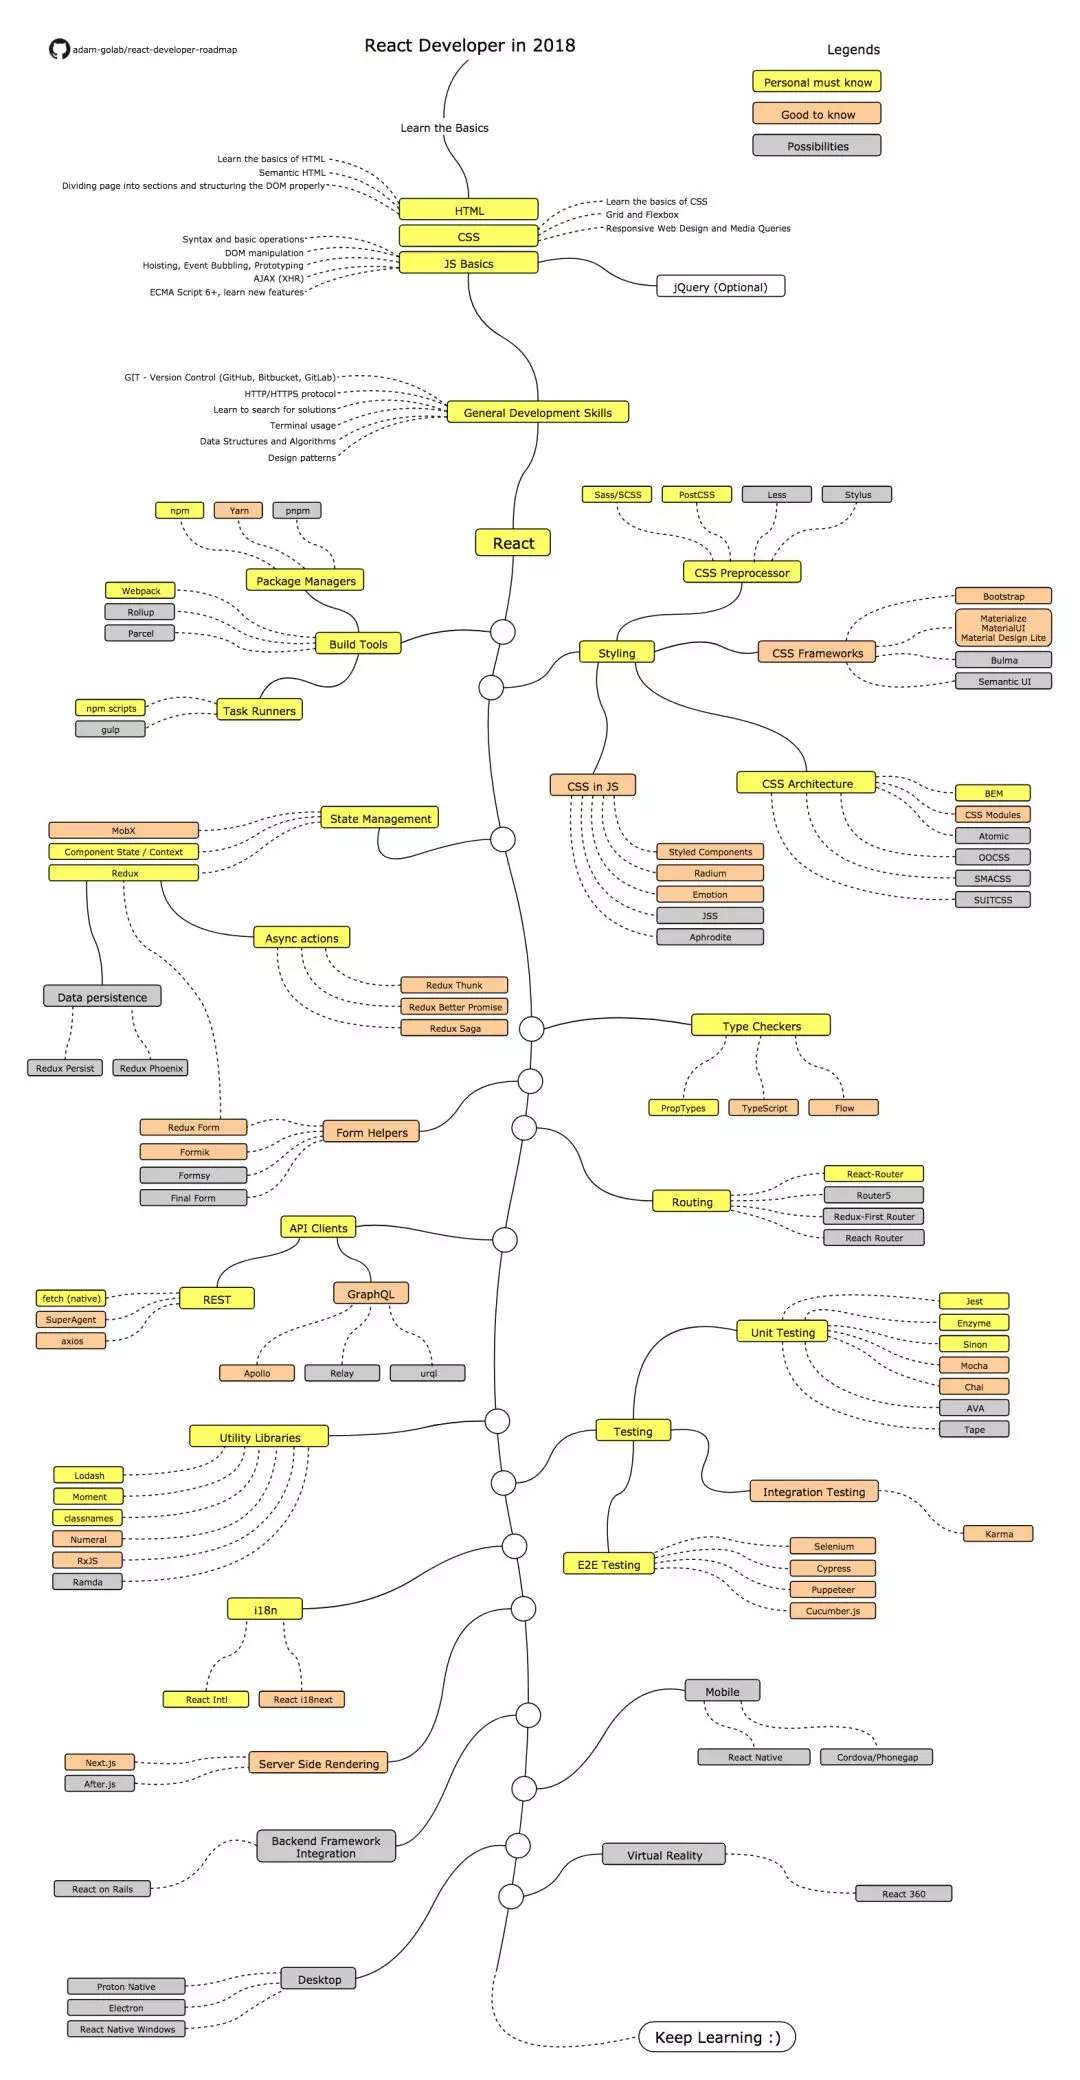 adam-golab/react-developer-roadmap
React Developer in 2018
Legends
Personal must know
Good to know
Possibilities
Learn the Basics
Learn the basics of HTML
Semantic HTML
Dividing page into sections and structuring the DOM properly
HTML
Learn the basics of CSS
Grid and Flexbox
Responsive Web Design and Media Queries
CSS
JS Basics
Syntax and basic operations
DOM manipulation
Hoisting, Event Bubbling, Prototyping
AJAX (XHR)
ECMA Script 6+, learn new features
jQuery (Optional)
GIT - Version Control (GitHub, Bitbucket, GitLab)
HTTP/HTTPS protocol
Learn to search for solutions
Terminal usage
Data Structures and Algorithms
Design patterns
General Development Skills
React
npm
Yarn
pnpm
Package Managers
Webpack
Rollup
Parcel
Build Tools
npm scripts
gulp
Task Runners
Sass/SCSS
PostCSS
Less
Stylus
CSS Preprocessor
Styling
CSS Frameworks
Bootstrap
Materialize
MaterialUI
Material Design Lite
Bulma
Semantic UI
CSS in JS
Styled Components
Radium
Emotion
JSS
Aphrodite
CSS Architecture
BEM
CSS Modules
Atomic
OOCSS
SMACSS
SUITCSS
State Management
MobX
Component State / Context
Redux
Async actions
Redux Thunk
Redux Better Promise
Redux Saga
Data persistence
Redux Persist
Redux Phoenix
Type Checkers
PropTypes
TypeScript
Flow
Form Helpers
Redux Form
Formik
Formsy
Final Form
Routing
React-Router
Router5
Redux-First Router
Reach Router
API Clients
REST
fetch (native)
SuperAgent
axios
GraphQL
Apollo
Relay
urql
Unit Testing
Jest
Enzyme
Sinon
Mocha
Chai
AVA
Tape
Testing
Integration Testing
Karma
E2E Testing
Selenium
Cypress
Puppeteer
Cucumber.js
Utility Libraries
Lodash
Moment
classnames
Numeral
RxJS
Ramda
i18n
React Intl
React i18next
Server Side Rendering
Next.js
After.js
Mobile
React Native
Cordova/Phonegap
Backend Framework
Integration
React on Rails
Virtual Reality
React 360
Desktop
Proton Native
Electron
React Native Windows
Keep Learning :)